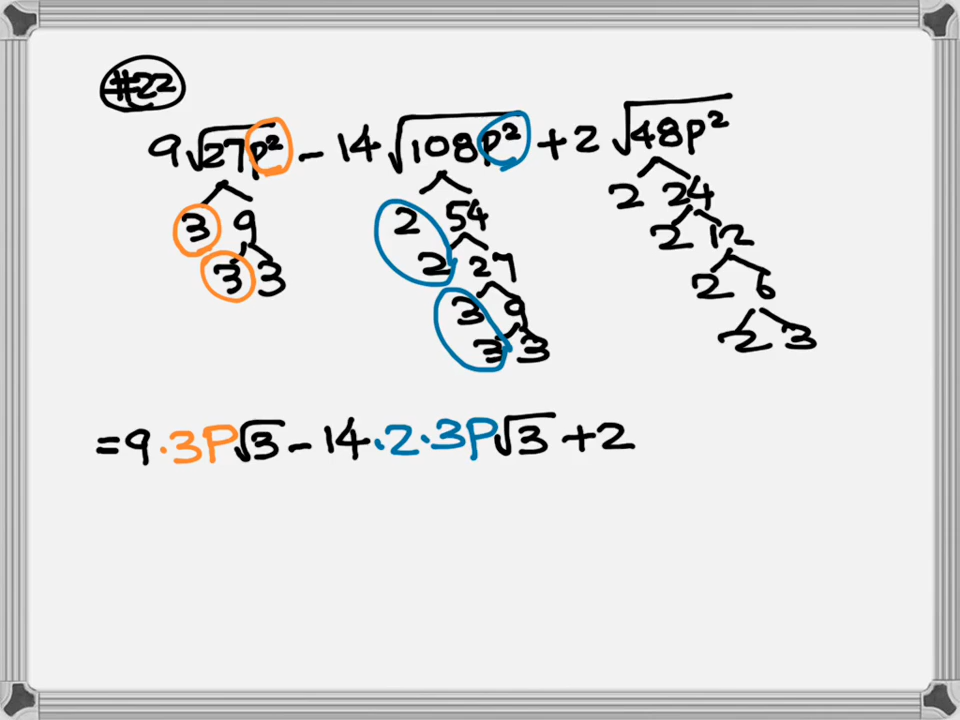 #22
9√27p² - 14√108p² + 2√48p²
3 9 2 54 2 24
3 3 2 27 2 12
3 9 2 6
3 3 2 3
= 9·3P√3 - 14·2·3P√3 + 2